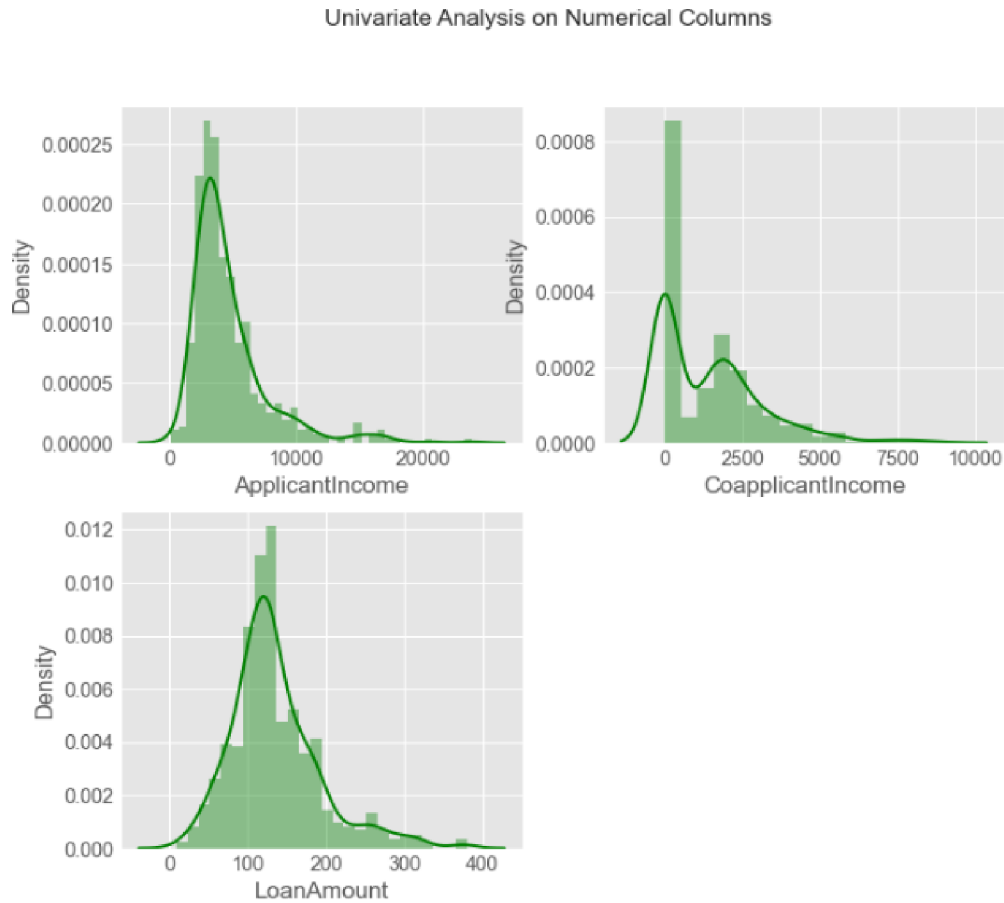 Univariate Analysis on Numerical Columns
0.00025
0.00020
0.00015
0.00010
0.00005
0.00000
Density
0 10000 20000
ApplicantIncome
0.0008
0.0006
0.0004
0.0002
0.0000
Density
0 2500 5000 7500 10000
CoapplicantIncome
0.012
0.010
0.008
0.006
0.004
0.002
0.000
Density
0 100 200 300 400
LoanAmount